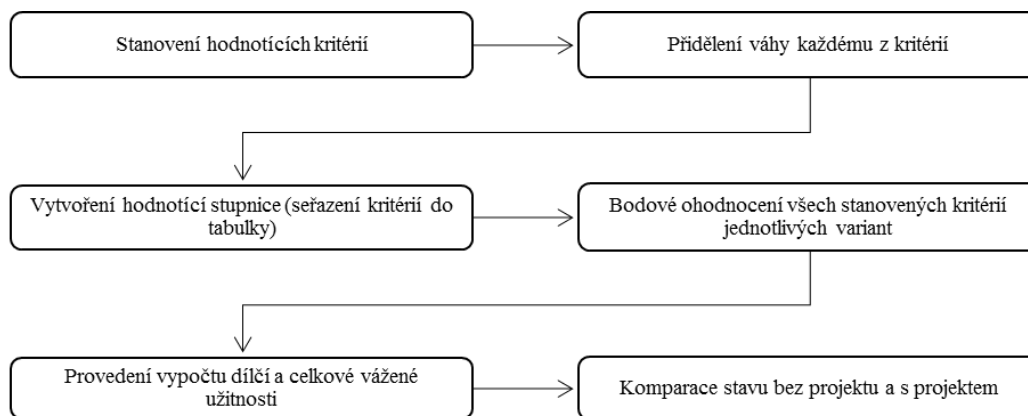 Stanovení hodnotících kritérií
Přidělení váhy každému z kritérií
Vytvoření hodnotící stupnice (seřazení kritérií do
tabulky)
Bodové ohodnocení všech stanovených kritérií
jednotlivých variant
Provedení vypočtu dílčí a celkové vážené
užitnosti
Komparace stavu bez projektu a s projektem